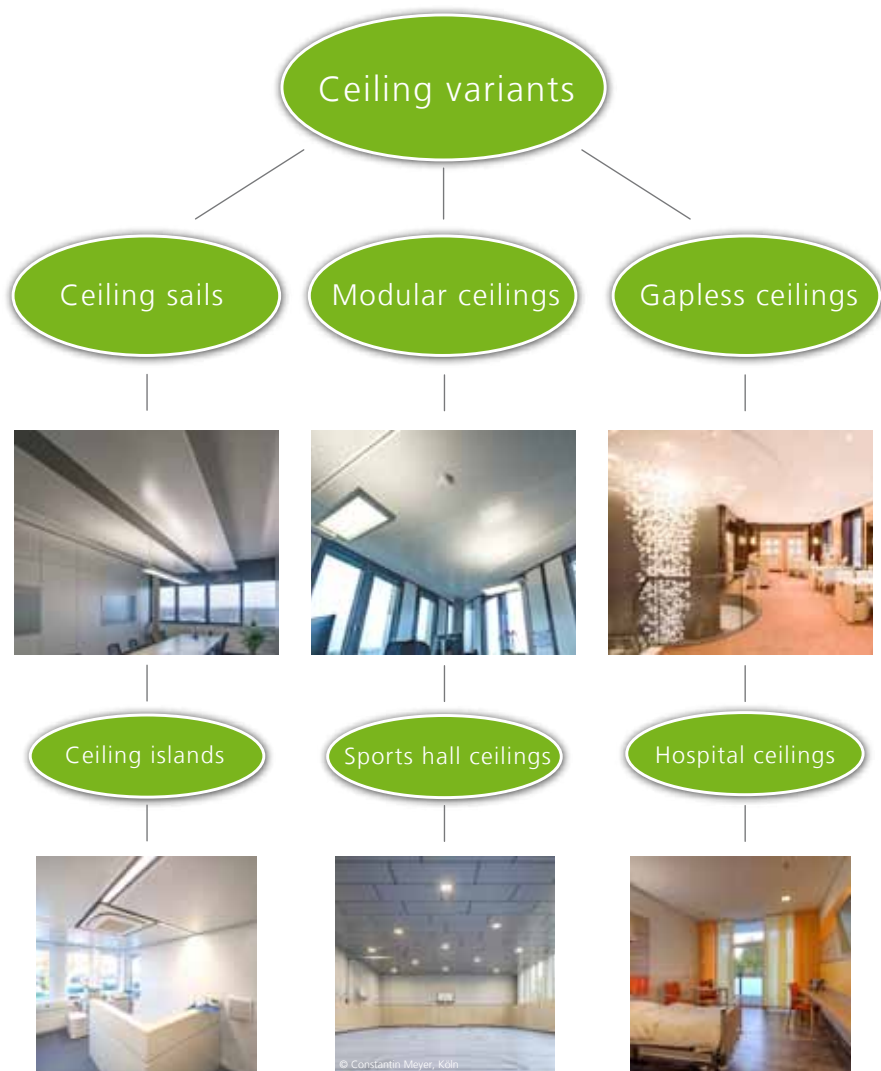 Ceiling variants
Ceiling sails
Modular ceilings
Gapless ceilings
Ceiling islands
Sports hall ceilings
Hospital ceilings
© Constantin Meyer, Köln